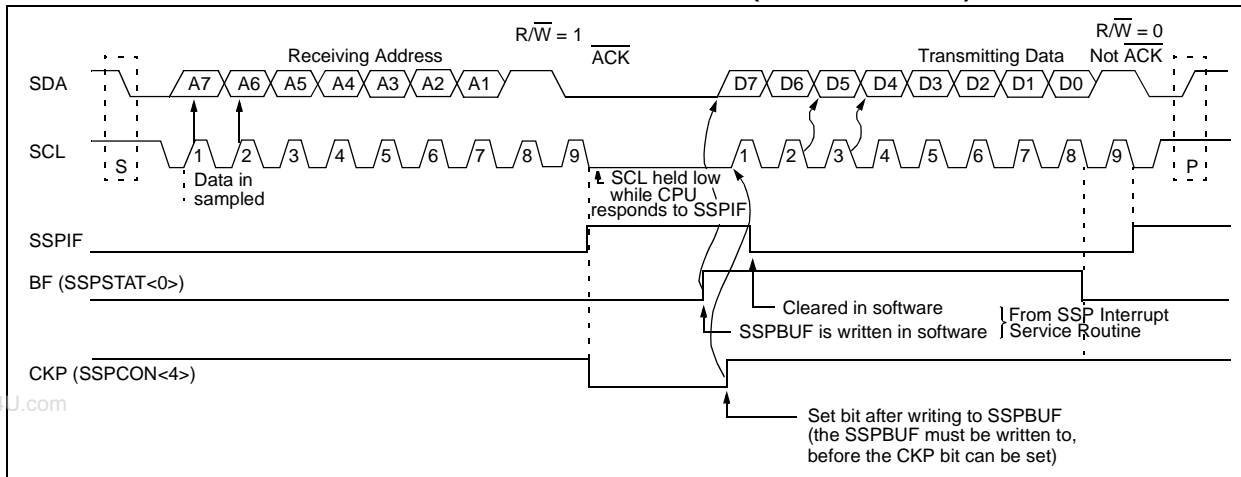 R/W = 1
R/W = 0
Receiving Address
ACK
Transmitting Data
Not ACK
SDA
A7 A6 A5 A4 A3 A2 A1
D7 D6 D5 D4 D3 D2 D1 D0
SCL
S
1 2 3 4 5 6 7 8 9
1 2 3 4 5 6 7 8 9
P
Data in
sampled
SCL held low
while CPU
responds to SSPIF
SSPIF
BF (SSPSTAT<0>)
Cleared in software
SSPBUF is written in software
From SSP Interrupt
Service Routine
CKP (SSPCON<4>)
U.com
Set bit after writing to SSPBUF
(the SSPBUF must be written to,
before the CKP bit can be set)